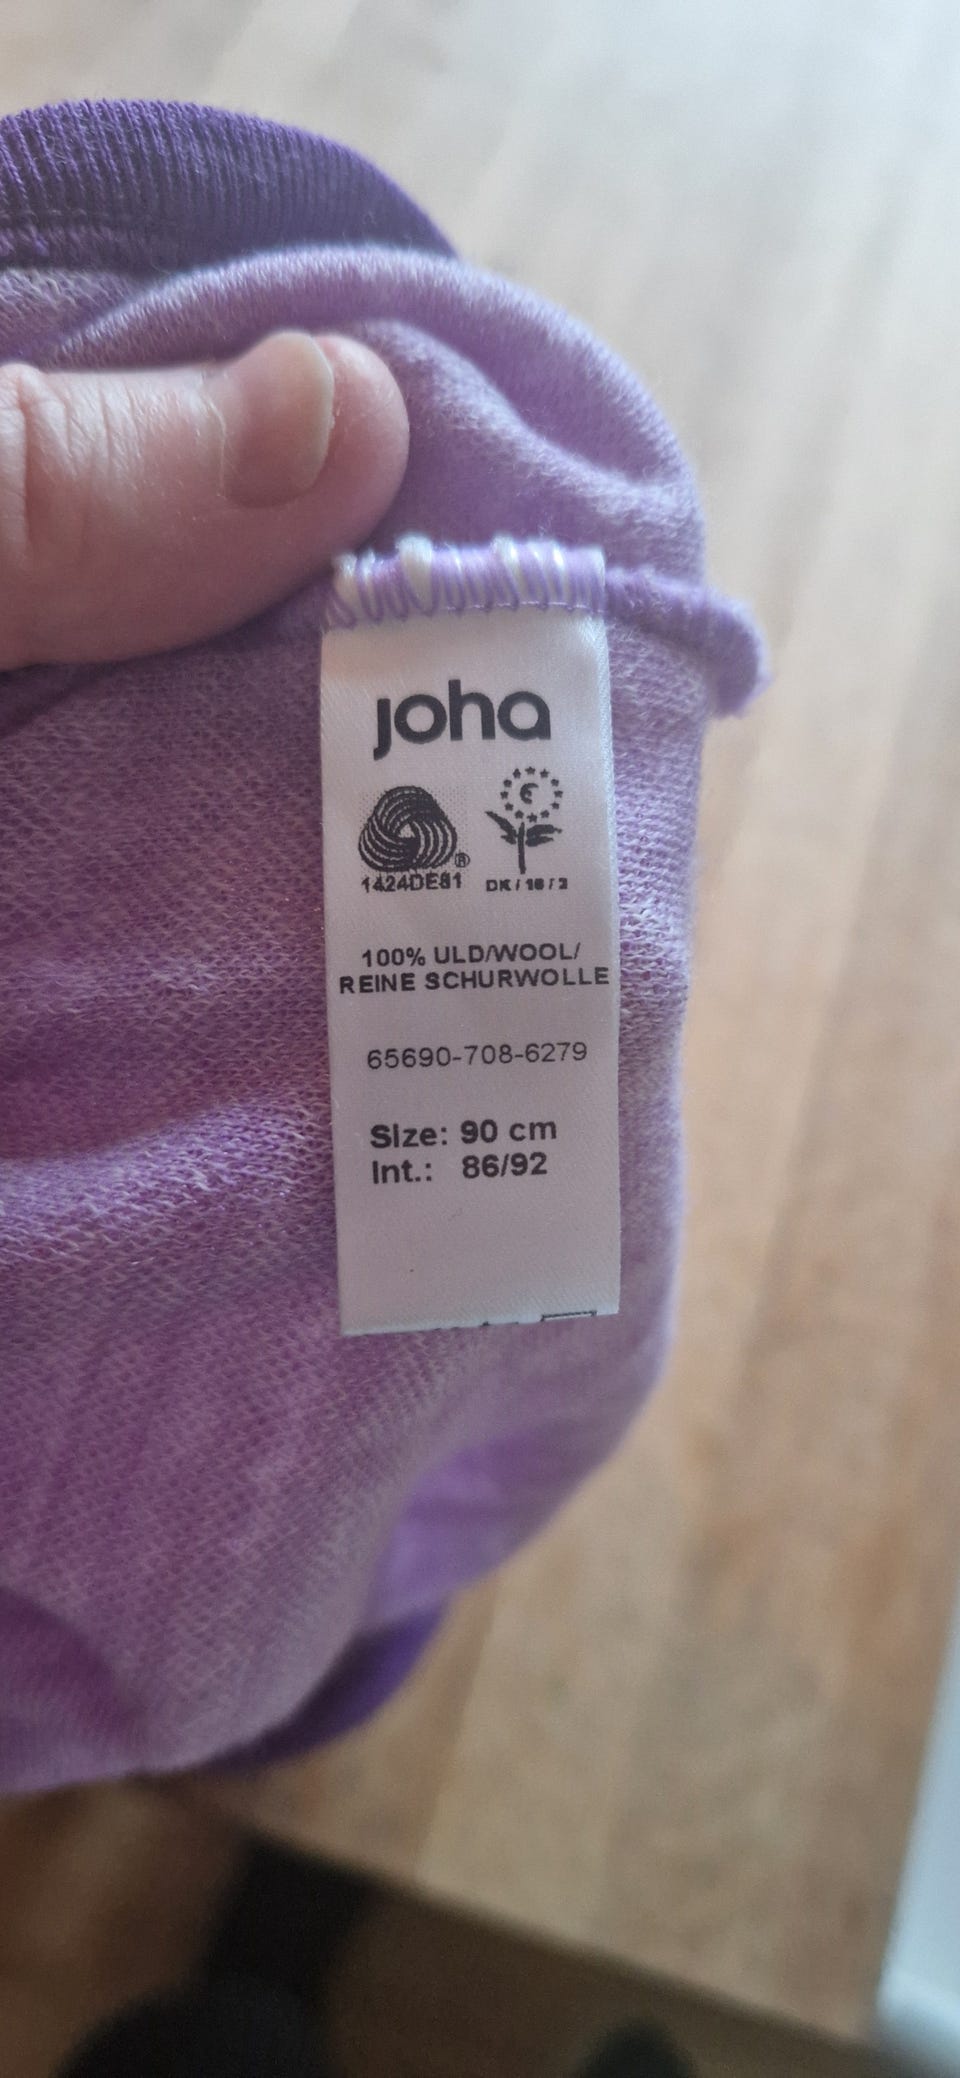 joha
®
1424DE81 DK/16/2
100% ULD/WOOL/
REINE SCHURWOLLE
65690-708-6279
Size: 90 cm
Int.: 86/92